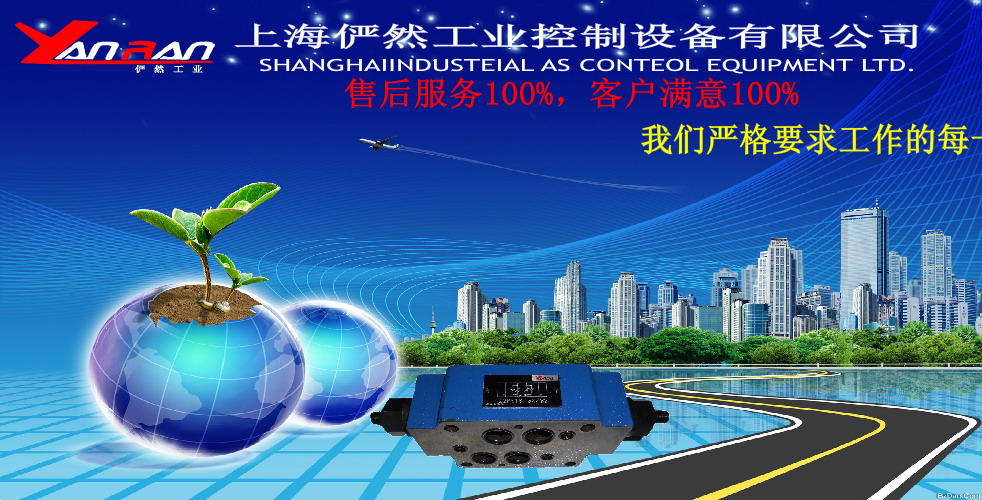 YANRAN
俨然工业
上海俨然工业控制设备有限公司
SHANGHAIINDUSTEIAL AS CONTEOL EQUIPMENT LTD.
售后服务100%，客户满意100%
我们严格要求工作的每一